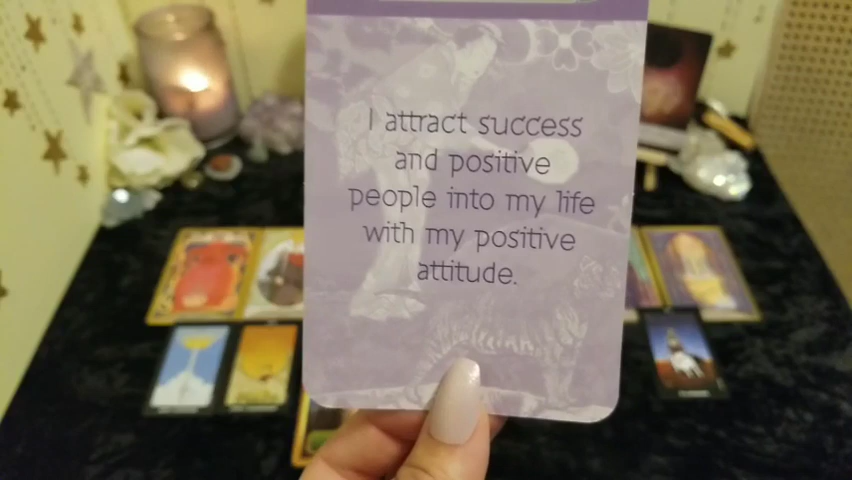 I attract success
and positive
people into my life
with my positive
attitude.